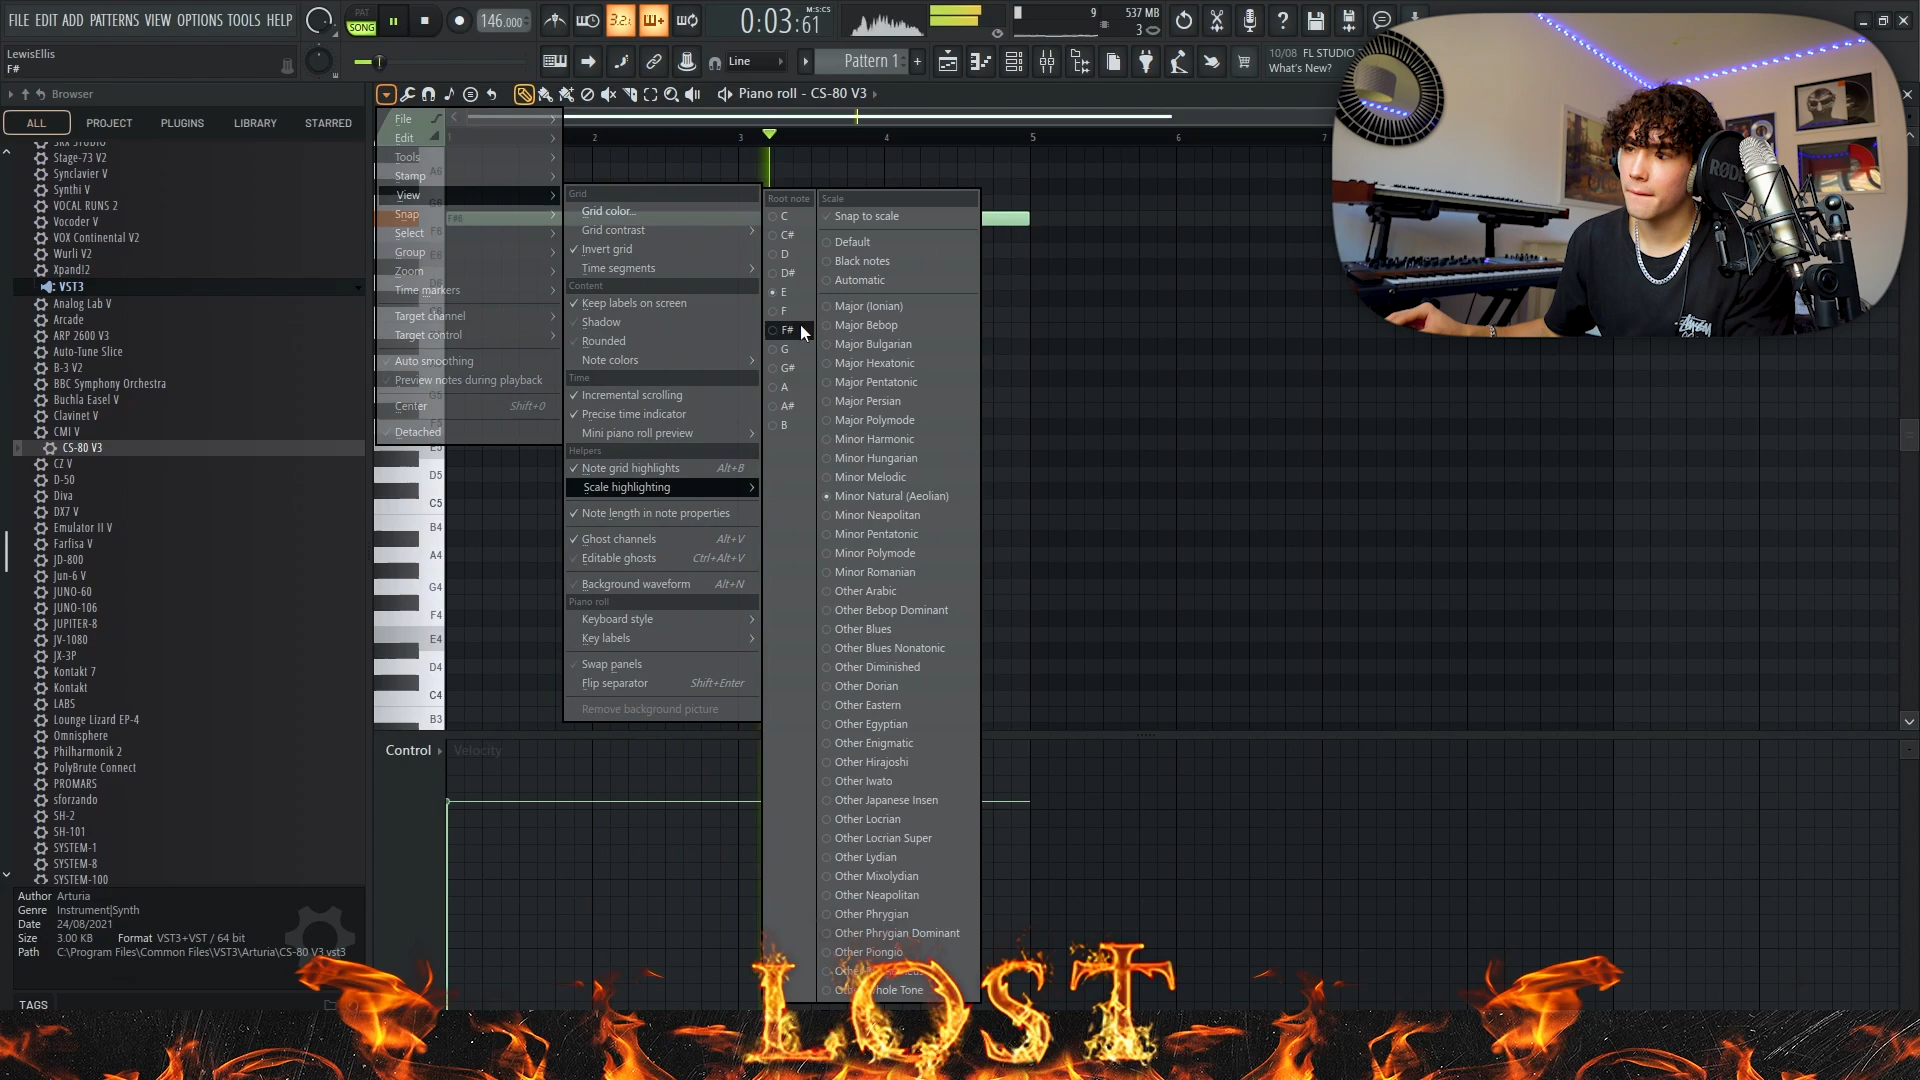 FILE EDIT ADD PATTERNS VIEW OPTIONS TOOLS HELP
PAT
SONG
146.000
3.2
0:03:61
M:S:CS
9
537 MB
3
LewisEllis
F#
Line
Pattern 1
10/08 FL STUDIO
What's New?
Browser
Piano roll - CS-80 V3
ALL
PROJECT
PLUGINS
LIBRARY
STARRED
Stage-73 V2
Synclavier V
Synthi V
VOCAL RUNS 2
Vocoder V
VOX Continental V2
Wurli V2
Xpand!2
VST3
Analog Lab V
Arcade
ARP 2600 V3
Auto-Tune Slice
B-3 V2
BBC Symphony Orchestra
Buchla Easel V
Clavinet V
CMI V
CS-80 V3
CZ V
D-50
Diva
DX7 V
Emulator II V
Farfisa V
JD-800
Jun-6 V
JUNO-60
JUNO-106
JUPITER-8
JV-1080
JX-3P
Kontakt 7
Kontakt
LABS
Lounge Lizard EP-4
Omnisphere
Philharmonik 2
PolyBrute Connect
PROMARS
sforzando
SH-2
SH-101
SYSTEM-1
SYSTEM-8
SYSTEM-100
Author Arturia
Genre Instrument|Synth
Date 24/08/2021
Size 3.00 KB Format VST3+VST / 64 bit
Path C:\Program Files\Common Files\VST3\Arturia\CS-80 V3.vst3
TAGS
File
Edit
Tools
Stamp
View
Snap
Select
Group
Zoom
Time markers
Target channel
Target control
Auto smoothing
Preview notes during playback
Center Shift+0
Detached
1
2
3
4
5
6
7
F#6
D5
C5
B4
A4
G4
F4
E4
D4
C4
B3
Control
Velocity
Grid
Grid color...
Grid contrast
Invert grid
Time segments
Content
Keep labels on screen
Shadow
Rounded
Note colors
Time
Incremental scrolling
Precise time indicator
Mini piano roll preview
Helpers
Note grid highlights Alt+B
Scale highlighting
Note length in note properties
Ghost channels Alt+V
Editable ghosts Ctrl+Alt+V
Background waveform Alt+N
Piano roll
Keyboard style
Key labels
Swap panels
Flip separator Shift+Enter
Remove background picture
Root note
C
C#
D
D#
E
F
F#
G
G#
A
A#
B
Scale
Snap to scale
Default
Black notes
Automatic
Major (Ionian)
Major Bebop
Major Bulgarian
Major Hexatonic
Major Pentatonic
Major Persian
Major Polymode
Minor Harmonic
Minor Hungarian
Minor Melodic
Minor Natural (Aeolian)
Minor Neapolitan
Minor Pentatonic
Minor Polymode
Minor Romanian
Other Arabic
Other Bebop Dominant
Other Blues
Other Blues Nonatonic
Other Diminished
Other Dorian
Other Eastern
Other Egyptian
Other Enigmatic
Other Hirajoshi
Other Iwato
Other Japanese Insen
Other Locrian
Other Locrian Super
Other Lydian
Other Mixolydian
Other Neapolitan
Other Phrygian
Other Phrygian Dominant
Other Piongio
Whole Tone
RØDE
LOST